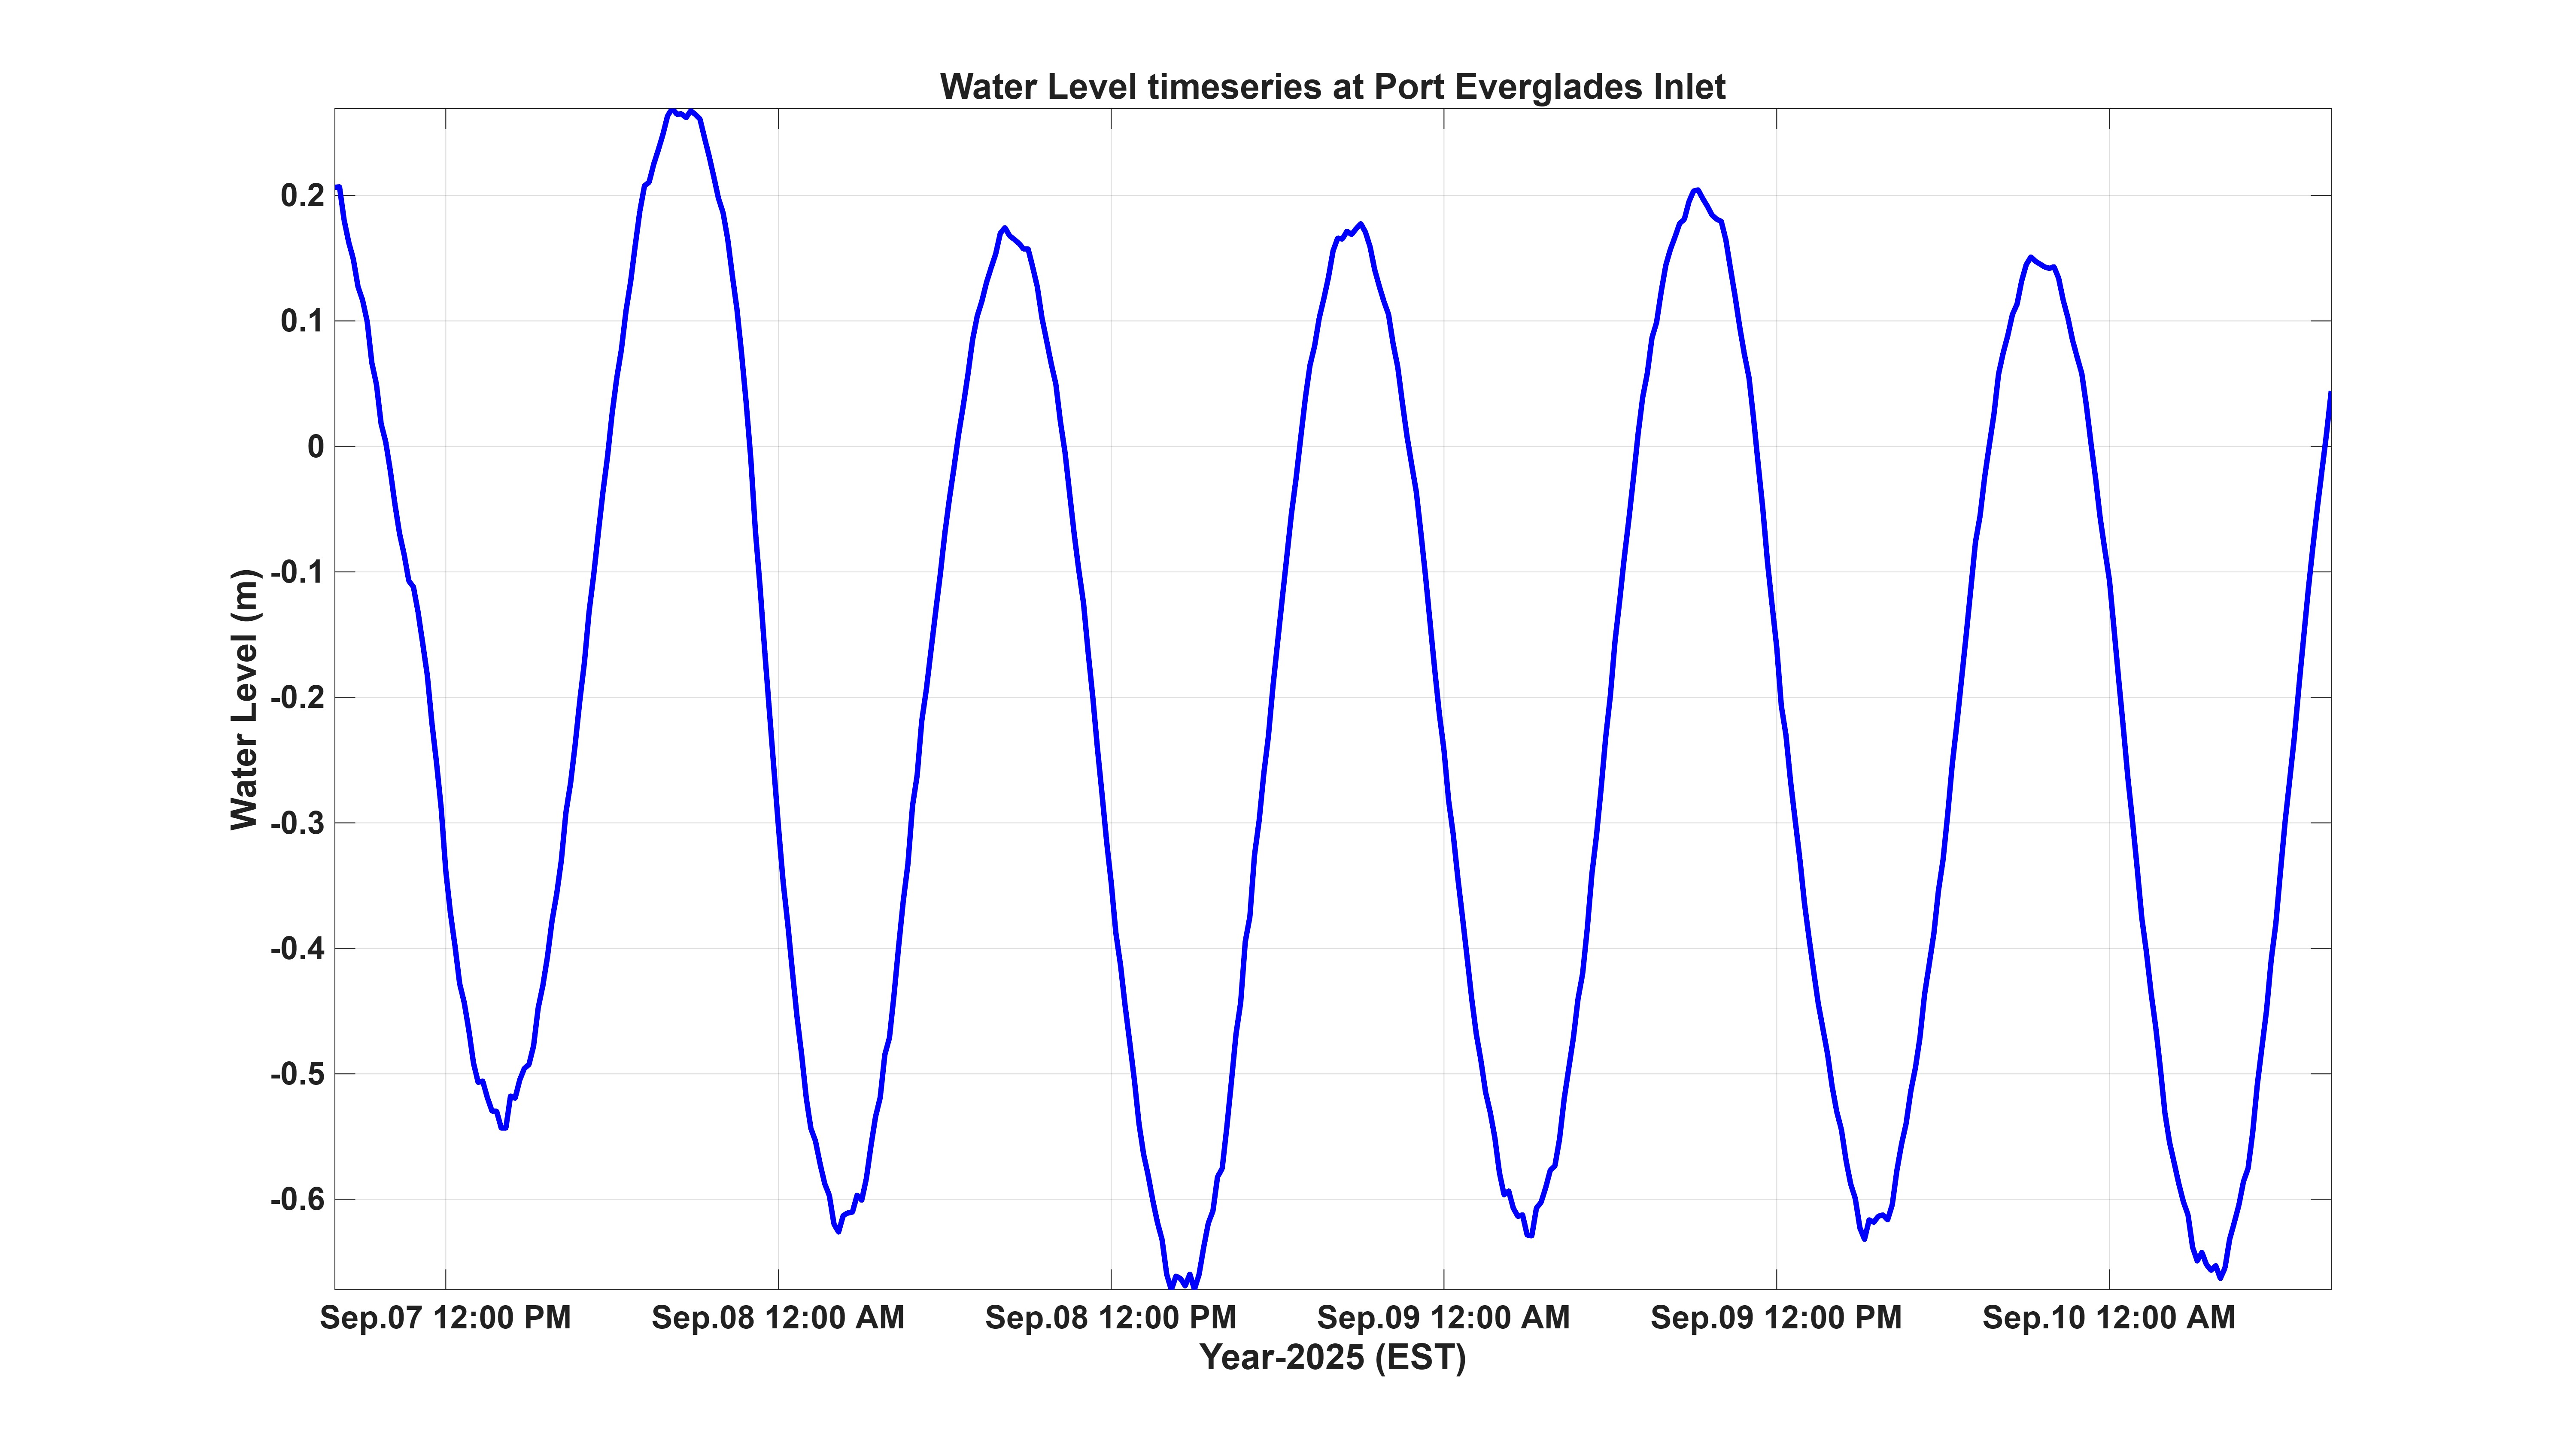 Water Level timeseries at Port Everglades Inlet
0.2
0.1
0
-0.1
-0.2
-0.3
-0.4
-0.5
-0.6
Water Level (m)
Sep.07 12:00 PM
Sep.08 12:00 AM
Sep.08 12:00 PM
Sep.09 12:00 AM
Sep.09 12:00 PM
Sep.10 12:00 AM
Year-2025 (EST)